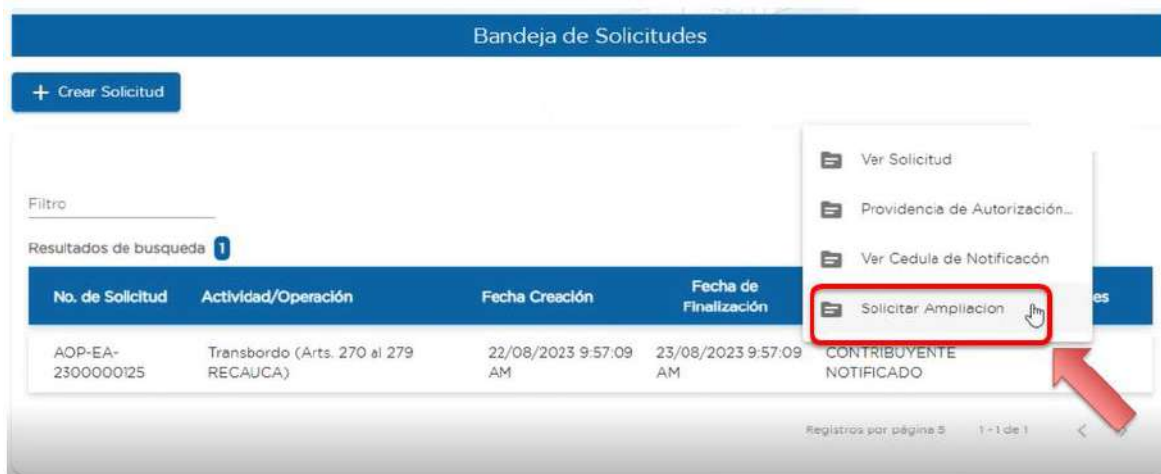 Bandeja de Solicitudes
+ Crear Solicitud
Ver Solicitud
Providencia de Autorización...
Ver Cedula de Notificacón
Solicitar Ampliacion
Filtro
Resultados de busqueda 1
No. de Solicitud Actividad/Operación Fecha Creación Fecha de
Finalización es
AOP-EA- Transbordo (Arts. 270 al 279 22/08/2023 9:57:09 23/08/2023 9:57:09 CONTRIBUYENTE
2300000125 RECAUCA) AM AM NOTIFICADO
Registros por página 5 1 - 1 de 1